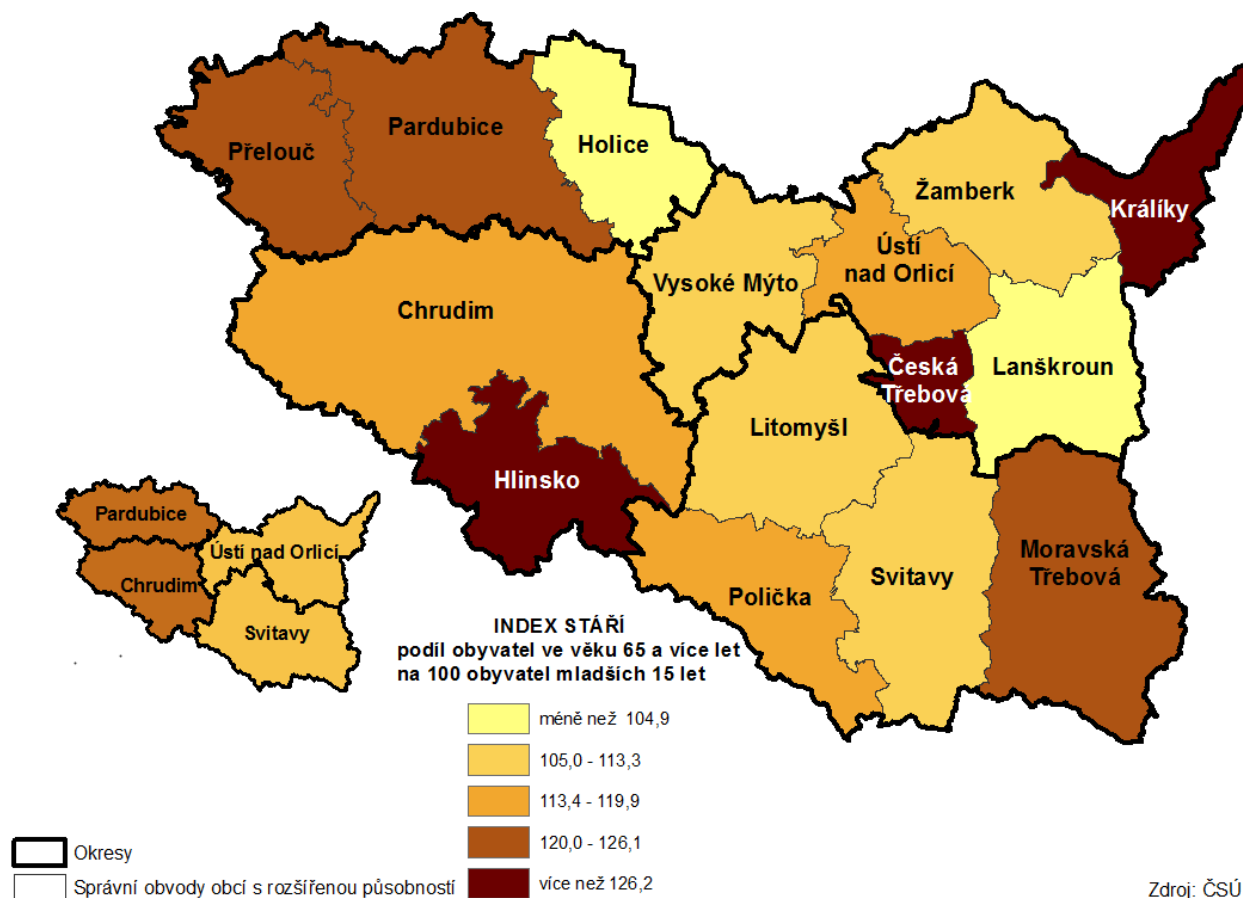 Přelouč
Pardubice
Holice
Žamberk
Králíky
Ústí
nad Orlicí
Vysoké Mýto
Chrudim
Česká
Třebová
Lanškroun
Litomyšl
Hlinsko
Moravská
Třebová
Svitavy
Polička
Pardubice
Ústí nad Orlicí
Chrudim
Svitavy
INDEX STÁŘÍ
podíl obyvatel ve věku 65 a více let
na 100 obyvatel mladších 15 let
méně než 104,9
105,0 - 113,3
113,4 - 119,9
120,0 - 126,1
více než 126,2
Okresy
Správní obvody obcí s rozšířenou působností
Zdroj: ČSÚ